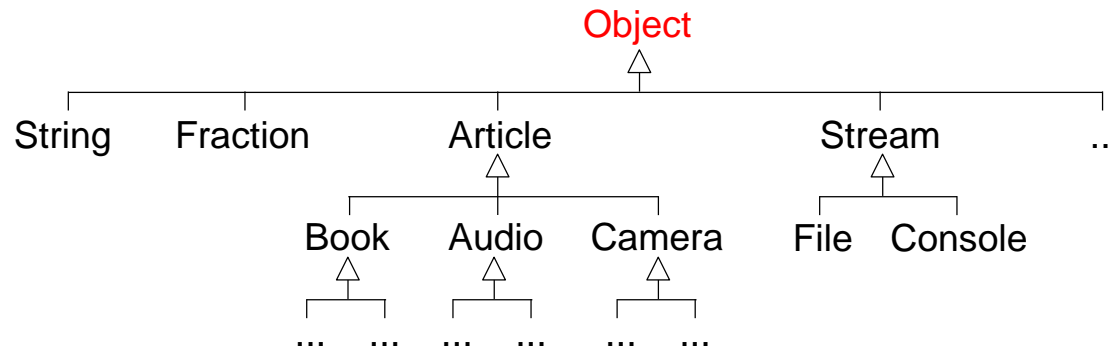 Object
String Fraction Article Stream ..
Book Audio Camera File Console
... ... ... ... ... ...